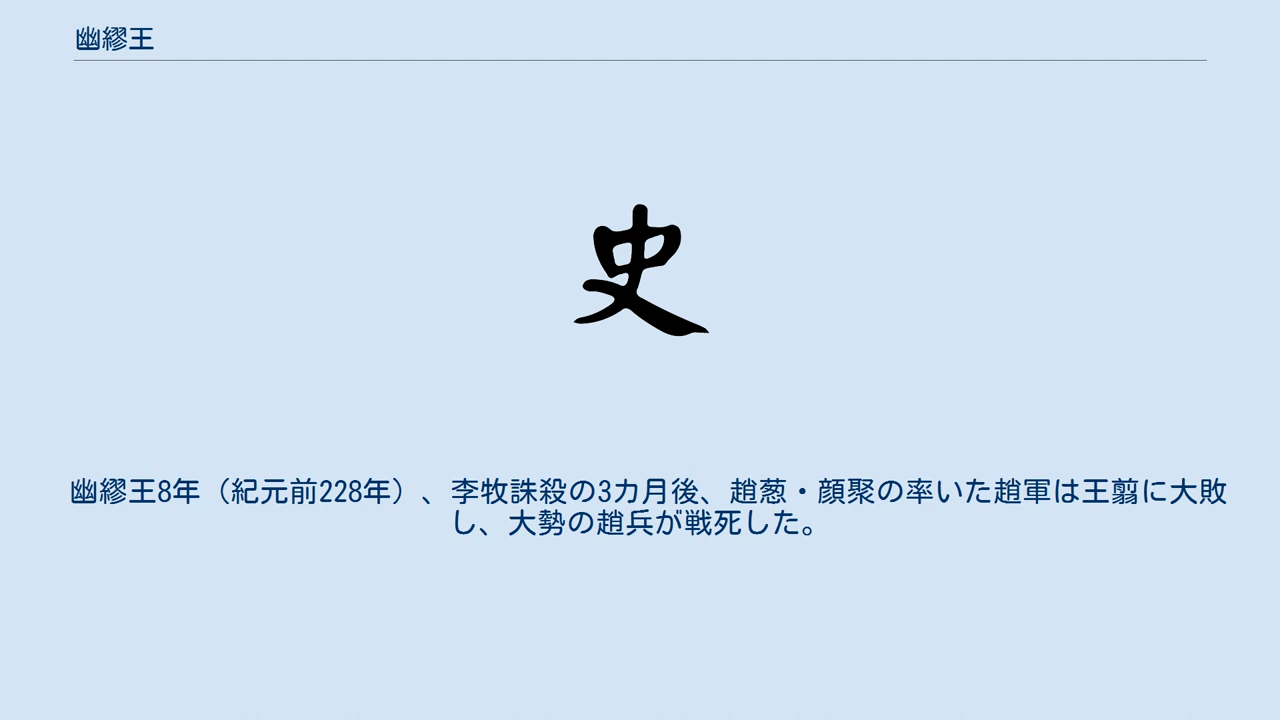 幽繆王
史
幽繆王8年（紀元前228年）、李牧誅殺の3カ月後、趙葱・顔聚の率いた趙軍は王翦に大敗
し、大勢の趙兵が戦死した。